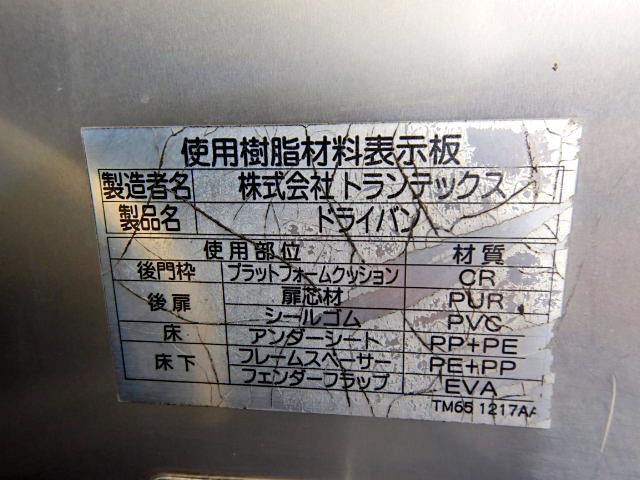 使用樹脂材料表示板
製造者名 株式会社 トランテックス
製品名 ドライバン
使用部位 材質
後門枠 プラットフォームクッション CR
後扉 扉芯材 PUR
シールゴム PVC
床 アンダーシート PP+PE
床下 フレームスペーサー PE+PP
フェンダーフラップ EVA
TM65 1217AA